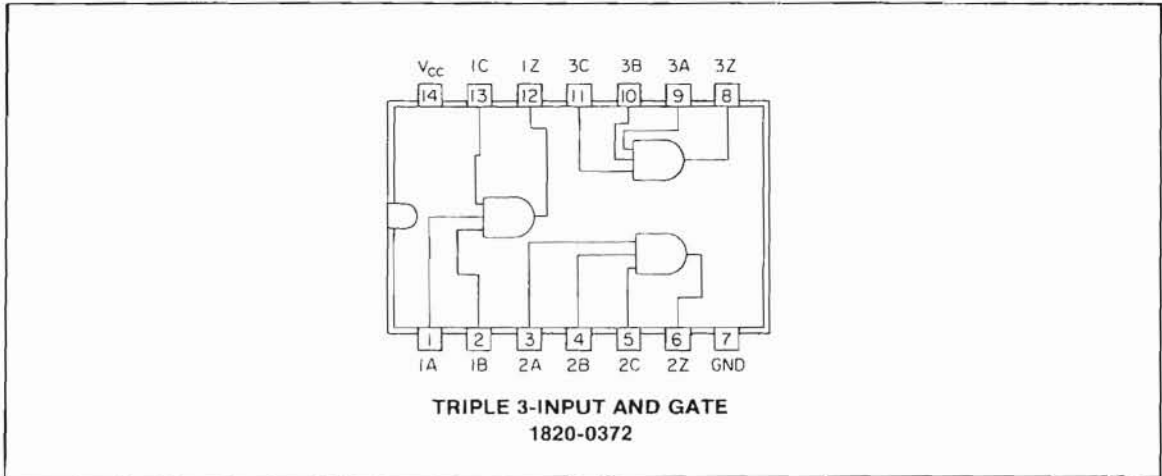 VCC 1C 1Z 3C 3B 3A 3Z
14 13 12 11 10 9 8
1 2 3 4 5 6 7
1A 1B 2A 2B 2C 2Z GND
TRIPLE 3-INPUT AND GATE
1820-0372